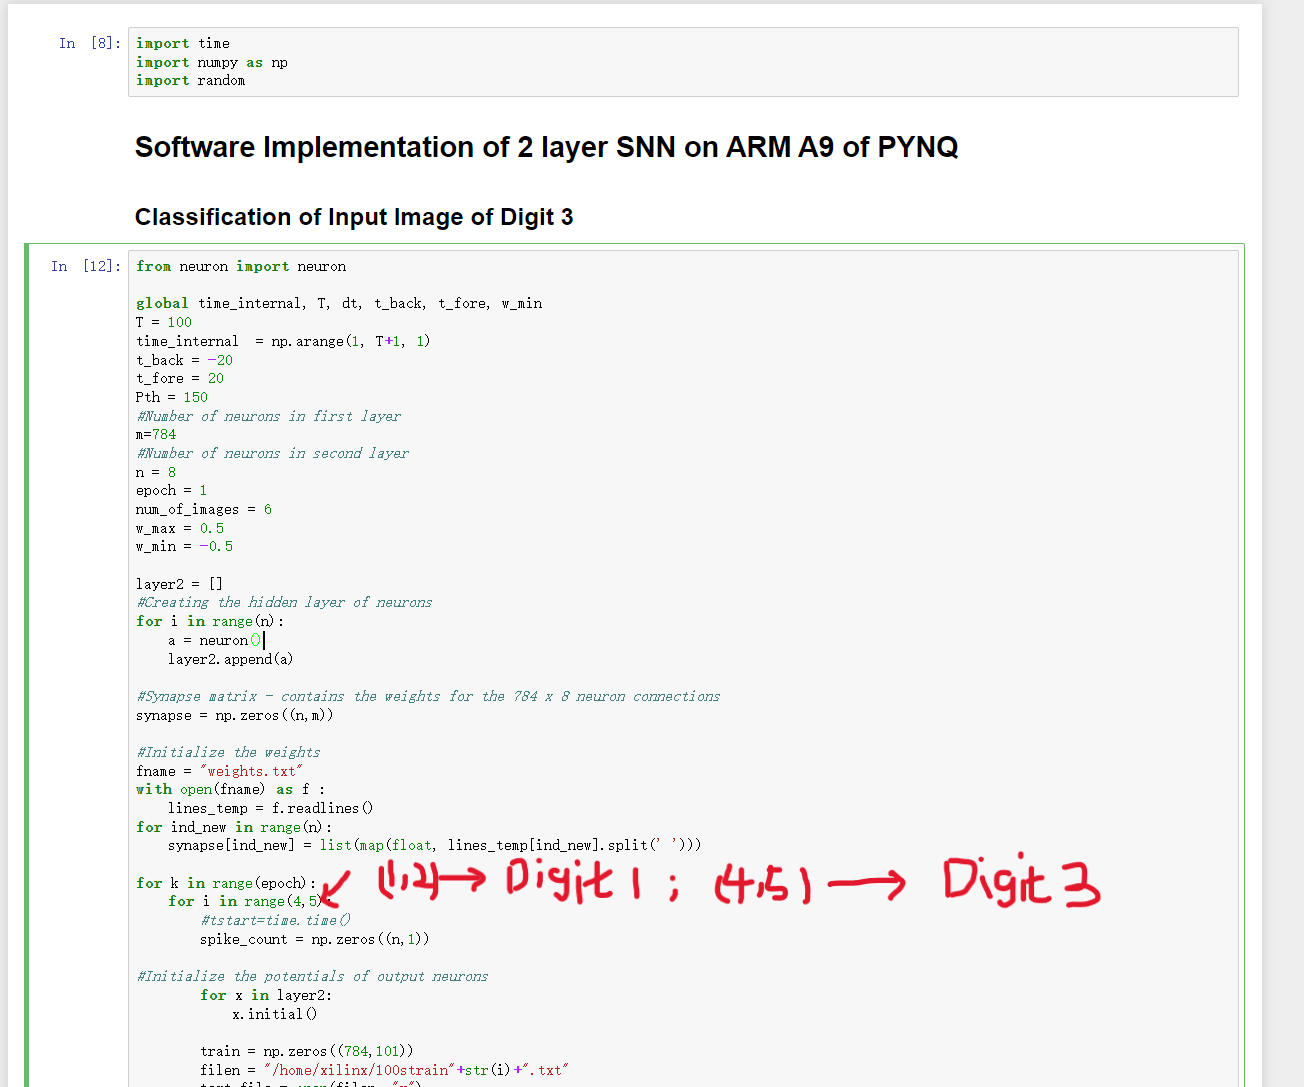 In [8]: import time
import numpy as np
import random
Software Implementation of 2 layer SNN on ARM A9 of PYNQ
Classification of Input Image of Digit 3
In [12]: from neuron import neuron
global time_internal, T, dt, t_back, t_fore, w_min
T = 100
time_internal  = np.arange(1, T+1, 1)
t_back = -20
t_fore = 20
Pth = 150
#Number of neurons in first layer
m=784
#Number of neurons in second layer
n = 8
epoch = 1
num_of_images = 6
w_max = 0.5
w_min = -0.5
layer2 = []
#Creating the hidden layer of neurons
for i in range(n):
    a = neuron()
    layer2.append(a)
#Synapse matrix - contains the weights for the 784 x 8 neuron connections
synapse = np.zeros((n,m))
#Initialize the weights
fname = "weights.txt"
with open(fname) as f :
    lines_temp = f.readlines()
for ind_new in range(n):
    synapse[ind_new] = list(map(float, lines_temp[ind_new].split(' ')))
for k in range(epoch):
(1,2)→ Digit 1 ; (4,5) → Digit 3
    for i in range(4,5):
        #tstart=time.time()
        spike_count = np.zeros((n,1))
#Initialize the potentials of output neurons
        for x in layer2:
            x.initial()
        train = np.zeros((784,101))
        filen = "/home/xilinx/100strain"+str(i)+".txt"